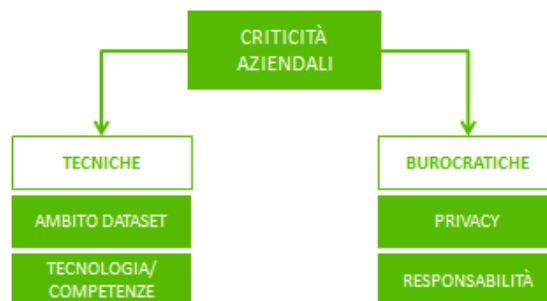 CRITICITÀ
AZIENDALI
TECNICHE
BUROCRATICHE
AMBITO DATASET
PRIVACY
TECNOLOGIA/
COMPETENZE
RESPONSABILITÀ